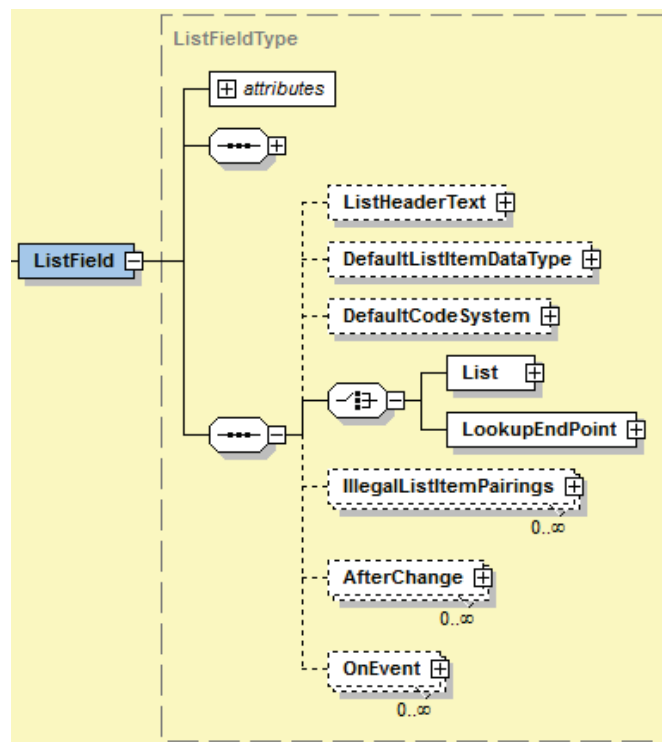 ListFieldType
attributes
ListHeaderText
ListField
DefaultListItemDataType
DefaultCodeSystem
List
LookupEndPoint
IllegalListItemPairings
0..∞
AfterChange
0..∞
OnEvent
0..∞